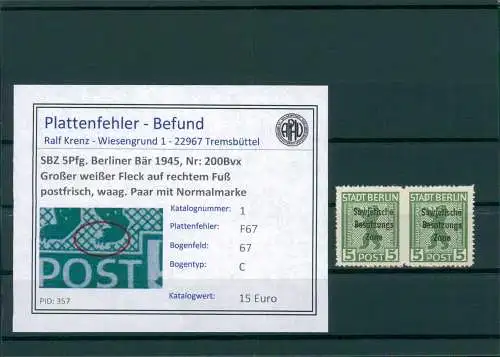 Plattenfehler - Befund
Ralf Krenz - Wiesengrund 1 - 22967 Tremsbüttel
SBZ 5Pfg. Berliner Bär 1945, Nr: 200Bvx
Großer weißer Fleck auf rechtem Fuß
postfrisch, waag. Paar mit Normalmarke
Katalognummer: 1
Plattenfehler: F67
Bogenfeld: 67
Bogentyp: C
Katalogwert: 15 Euro
POST
PID: 357
STADT BERLIN STADT BERLIN
Sowjetische Sowjetische
Besatzungs Besatzungs
Zone Zone
5 POST 5 5 POST 5